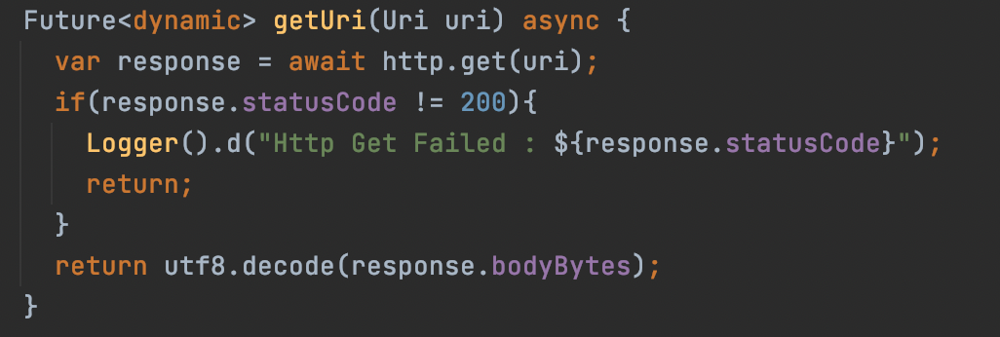 Future<dynamic> getUri(Uri uri) async {
  var response = await http.get(uri);
  if(response.statusCode != 200){
    Logger().d("Http Get Failed : ${response.statusCode}");
    return;
  }
  return utf8.decode(response.bodyBytes);
}